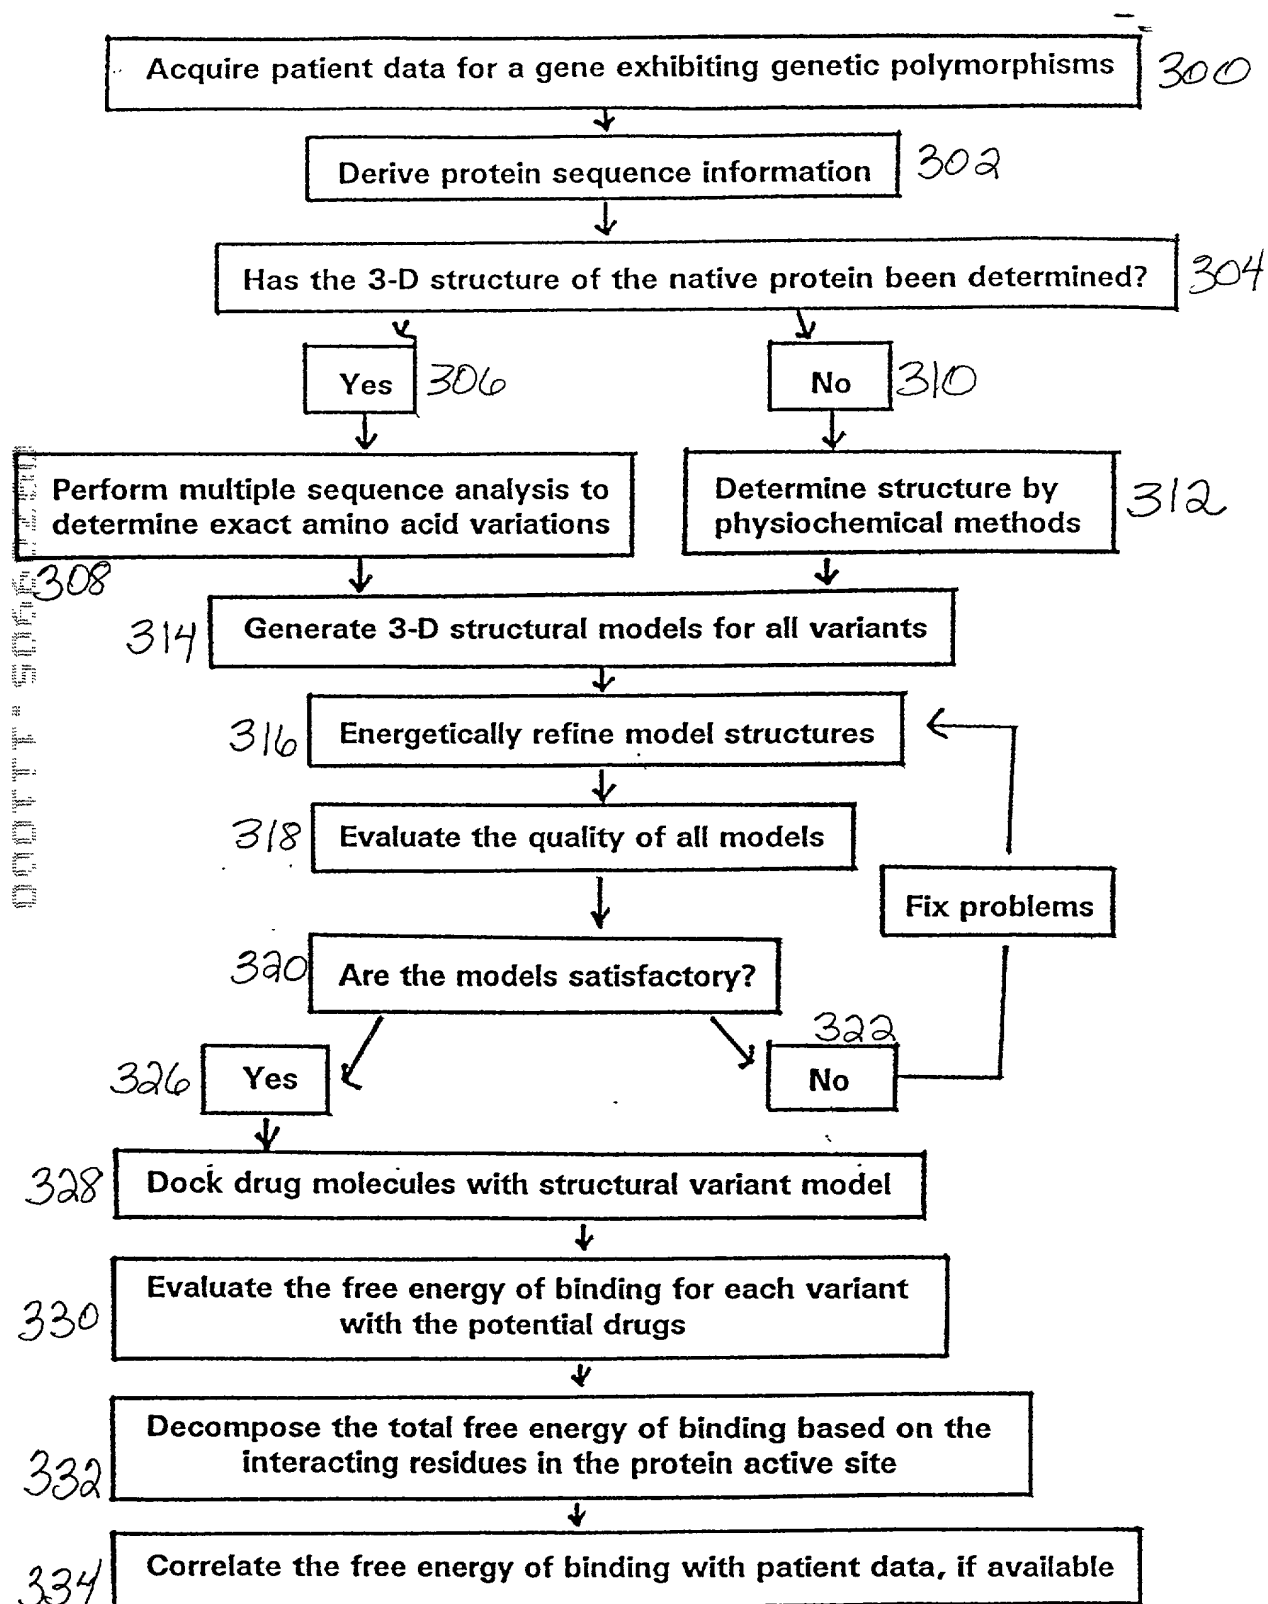 Acquire patient data for a gene exhibiting genetic polymorphisms 300
Derive protein sequence information 302
Has the 3-D structure of the native protein been determined? 304
Yes 306
No 310
Perform multiple sequence analysis to
determine exact amino acid variations
308
Determine structure by
physiochemical methods
312
314 Generate 3-D structural models for all variants
316 Energetically refine model structures
318 Evaluate the quality of all models
Fix problems
320 Are the models satisfactory?
322
326 Yes
No
328 Dock drug molecules with structural variant model
330 Evaluate the free energy of binding for each variant
with the potential drugs
332 Decompose the total free energy of binding based on the
interacting residues in the protein active site
334 Correlate the free energy of binding with patient data, if available